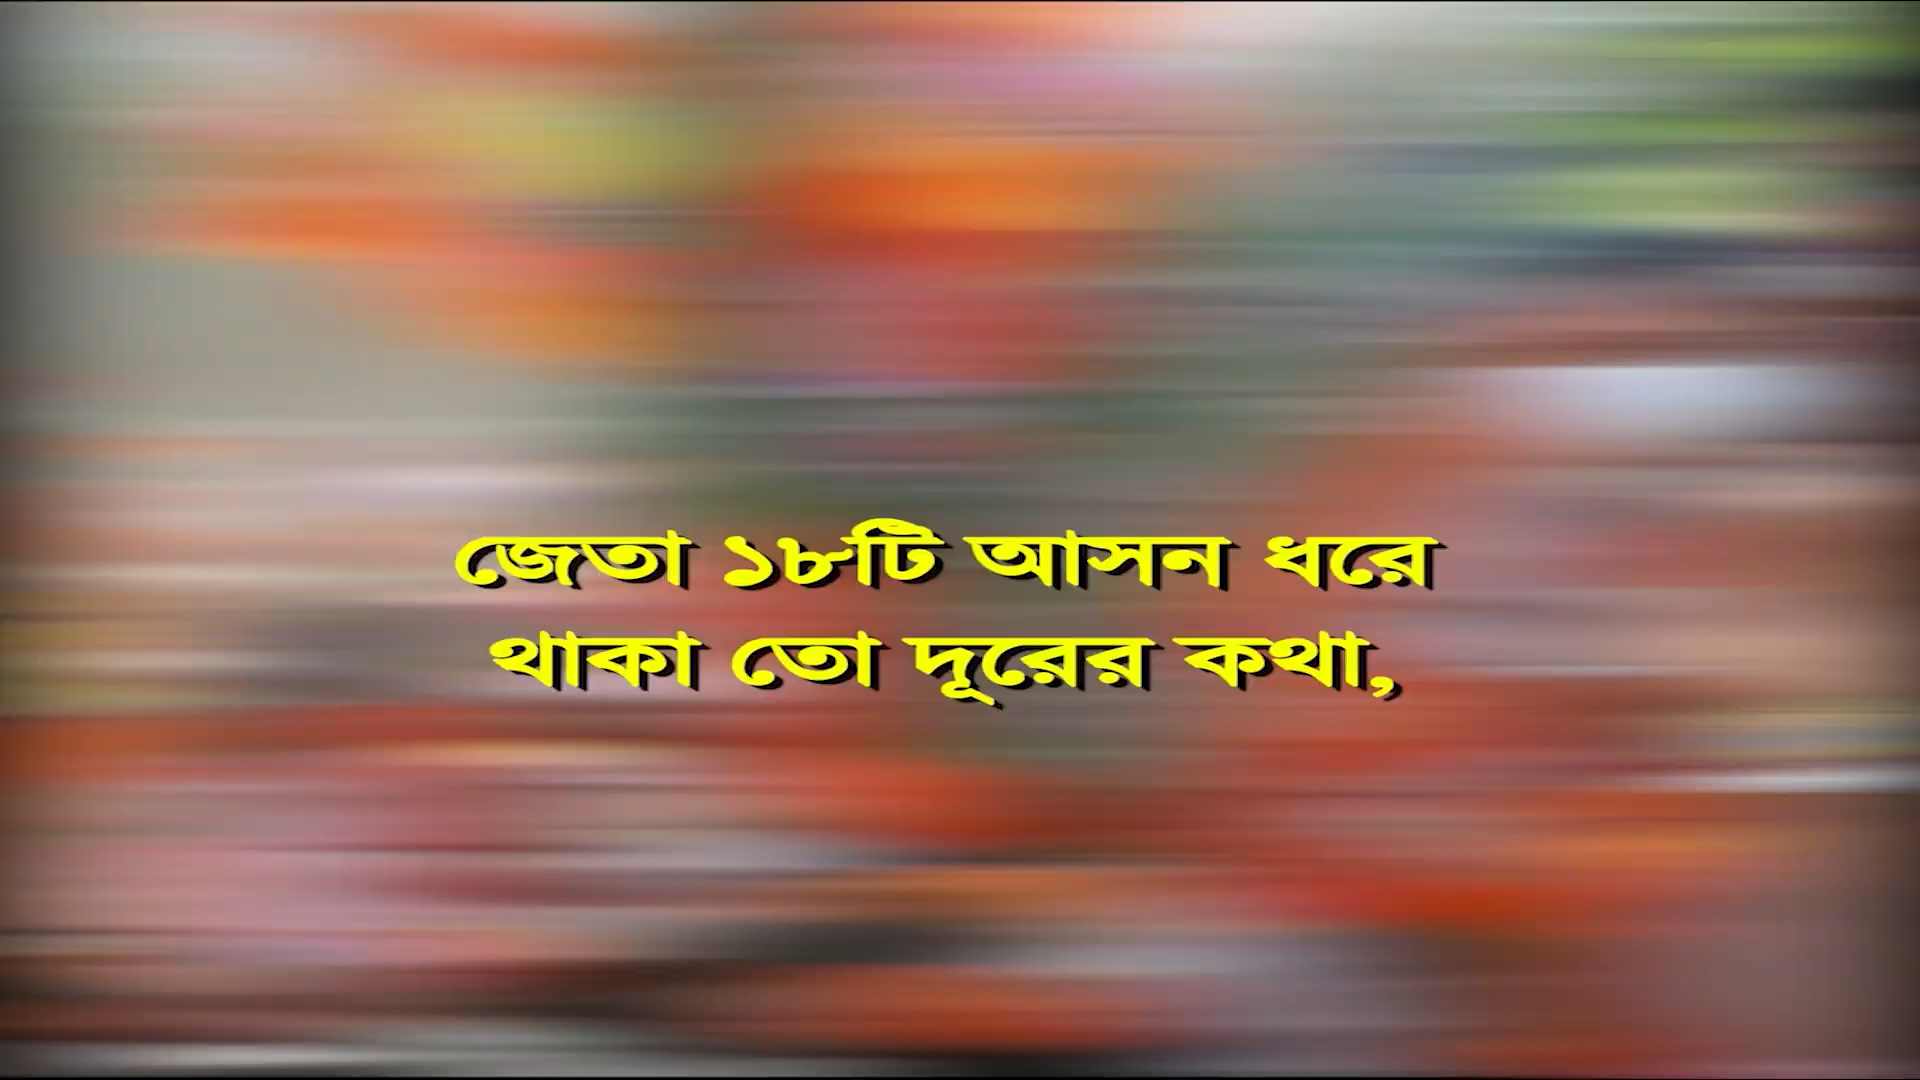 জেতা ১৮টি আসন ধরে
থাকা তো দূরের কথা,